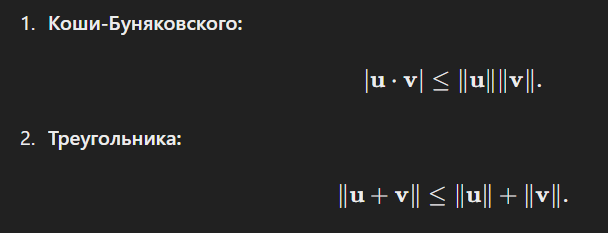 1. Коши-Буняковского:
|u · v| ≤ ‖u‖‖v‖.
2. Треугольника:
‖u + v‖ ≤ ‖u‖ + ‖v‖.